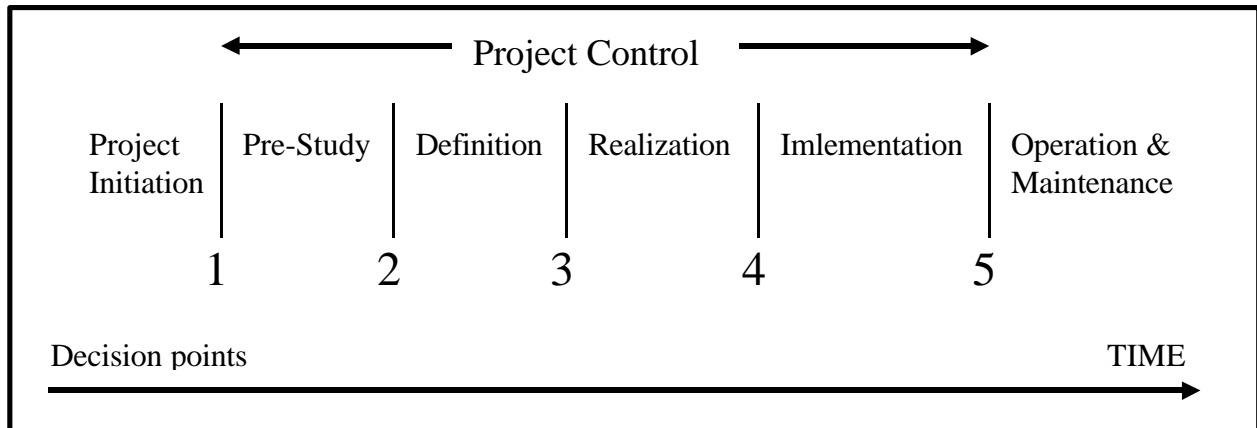 Project Control
Project Pre-Study Definition Realization Imlementation Operation &
Initiation Maintenance
1 2 3 4 5
Decision points TIME